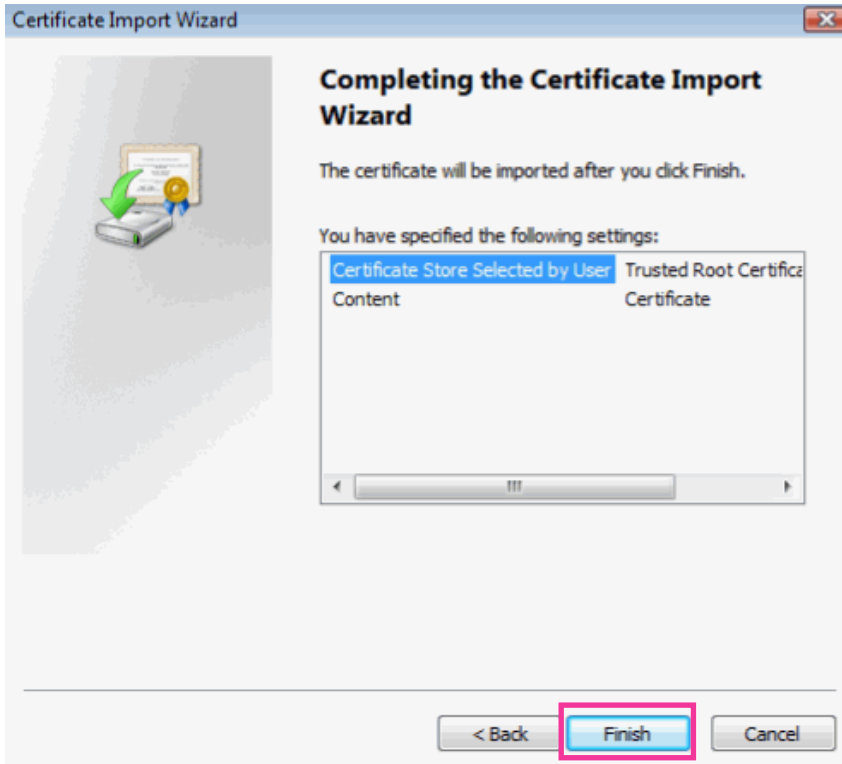 Certificate Import Wizard
Completing the Certificate Import
Wizard
The certificate will be imported after you click Finish.
You have specified the following settings:
Certificate Store Selected by User Trusted Root Certifica
Content Certificate
< Back Finish Cancel